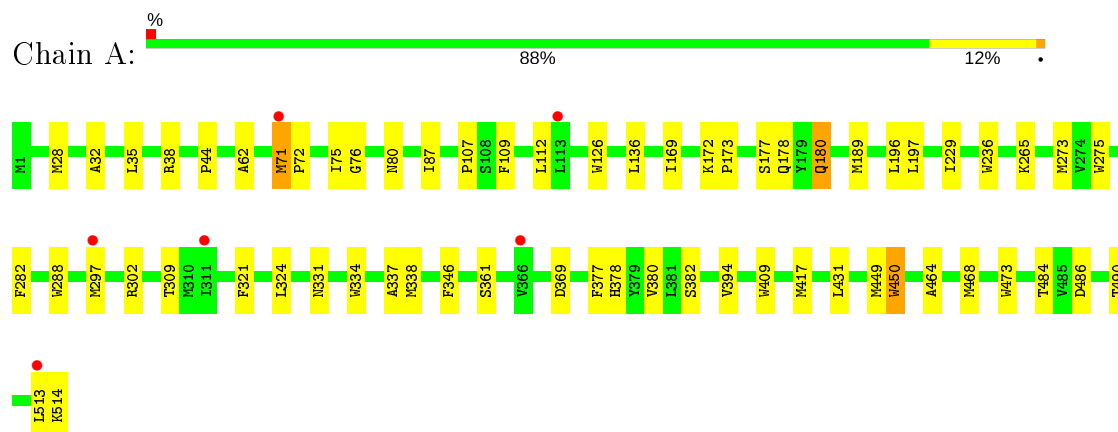 %
Chain A:
88% 12% •
M1 M28 A32 L35 R38 P44 A62 M71 P72 I75 G76 N80 I87 P107 S108 F109 L112 L113 W126 L136 I169 K172 P173 S177 Q178 Y179 Q180 M189 L196 L197 I229 W236 K265 M273 V274 W275
F282 W288 M297 R302 T309 M310 I311 F321 L324 N331 W334 A337 M338 F346 S361 V366 D369 F377 H378 Y379 V380 L381 S382 V394 W409 M417 L431 M449 W450 A464 M468 W473 T484 V485 D486
L513 K514